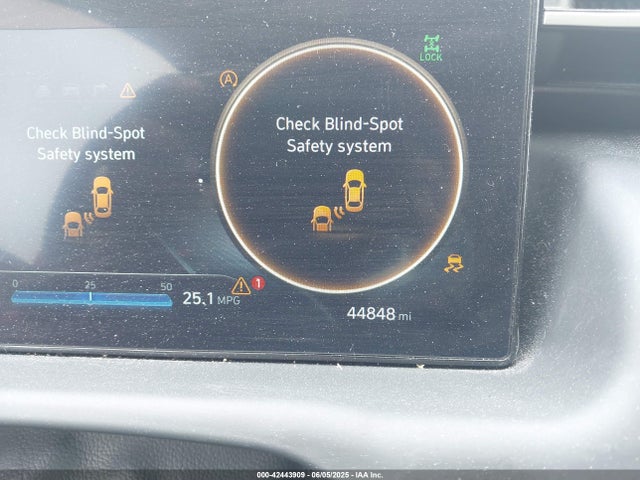 LOCK
A
Check Blind-Spot
Safety system
Check Blind-Spot
Safety system
0 25 50
25.1 MPG
1
44848 mi
000-42443909 - 06/05/2025 - IAA Inc.